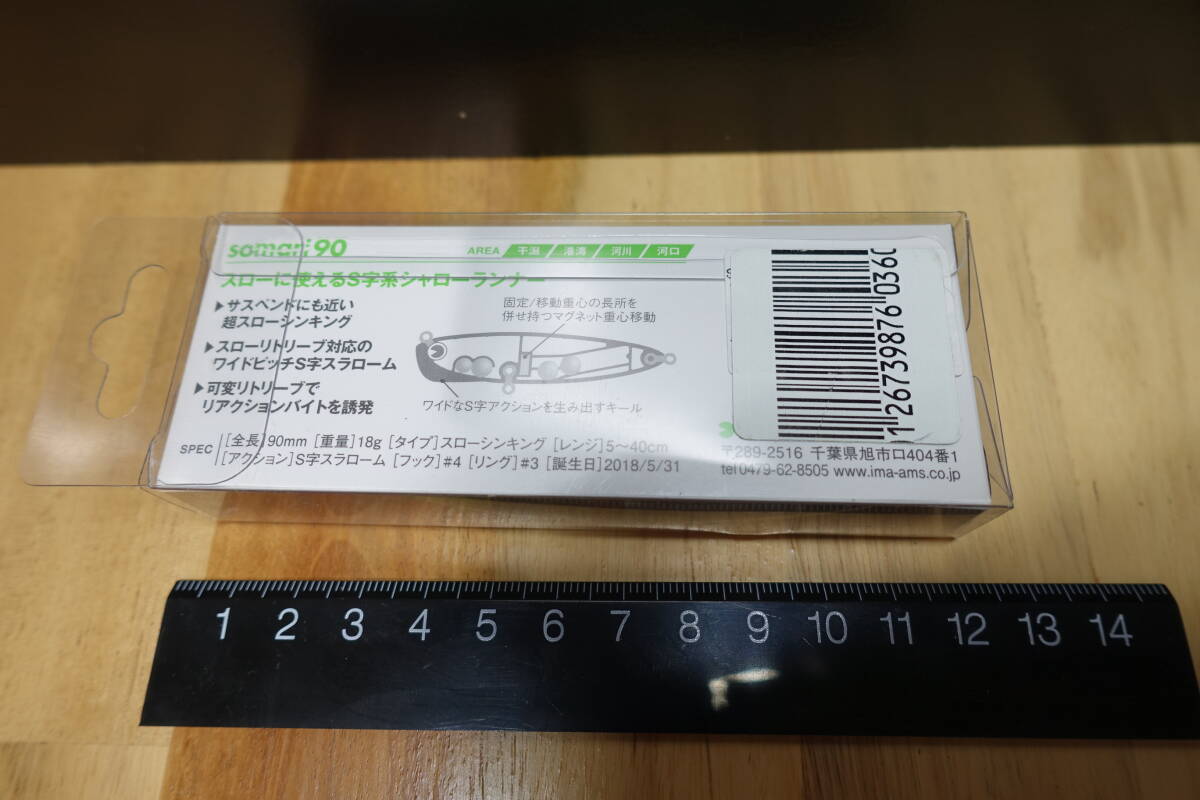 somari 90
AREA 干潟 港湾 河川 河口
スローに使えるS字系シャローランナー
▶サスペンドにも近い
超スローシンキング
▶スローリトリーブ対応の
ワイドピッチS字スラローム
▶可変リトリーブで
リアクションバイトを誘発
固定/移動重心の長所を
併せ持つマグネット重心移動
ワイドなS字アクションを生み出すキール
SPEC
[全長]90mm [重量]18g [タイプ]スローシンキング [レンジ]5〜40cm
[アクション]S字スラローム [フック]#4 [リング]#3 [誕生日]2018/5/31
〒289-2516 千葉県旭市ロ404番1
tel0479-62-8505 www.ima-ams.co.jp
1 2 3 4 5 6 7 8 9 10 11 12 13 14